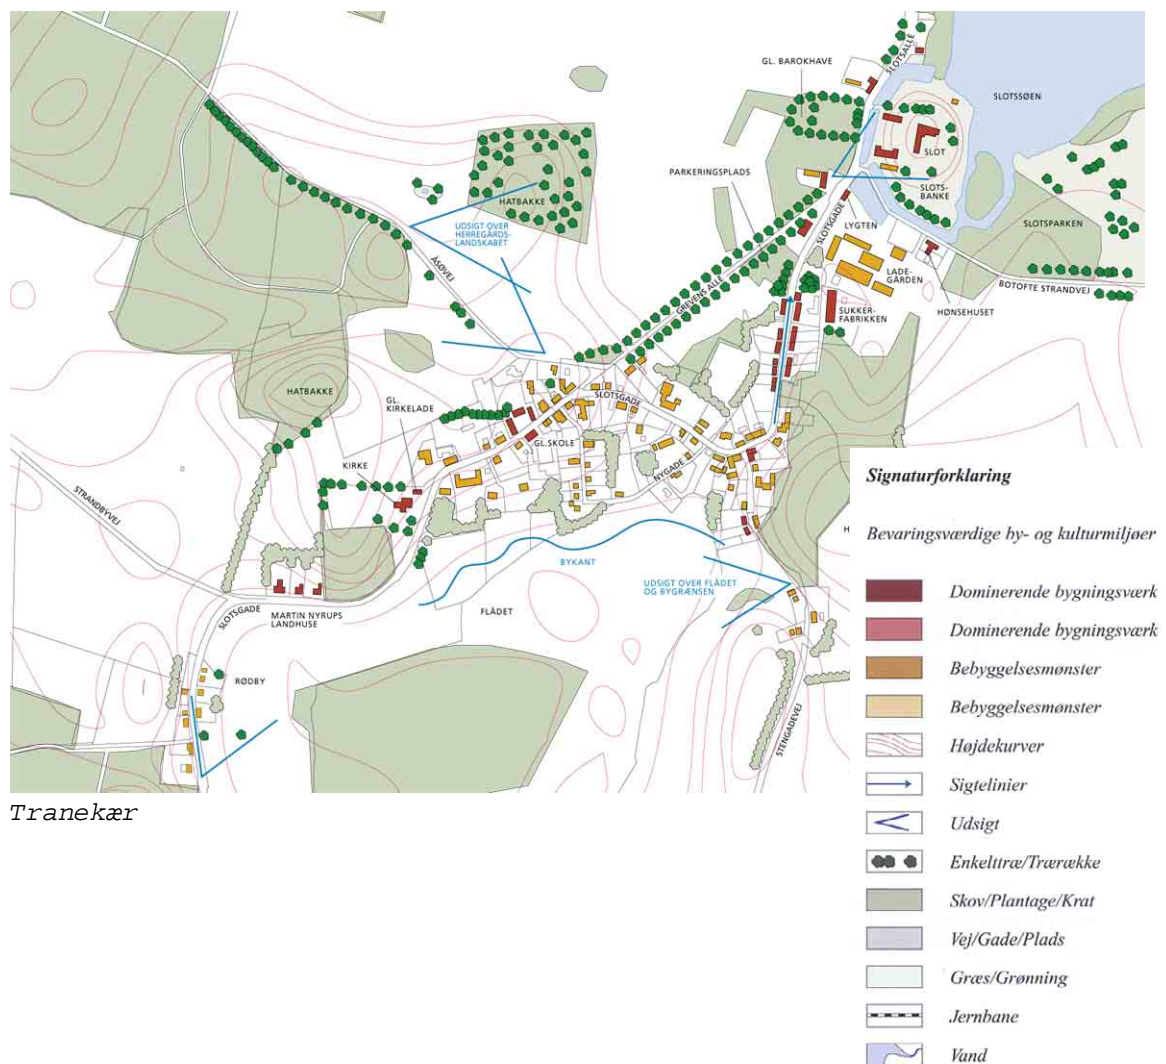 SLOTSALLE
GL. BAROKHAVE
SLOTSSØEN
SLOT
PARKERINGSPLADS
SLOTS-
BANKE
HATBAKKE
UDSIGT OVER
HERREGÅRDS-
LANDSKABET
SLOTSGADE
LYGTEN
SLOTSPARKEN
ÅSØVEJ
LADE-
GÅRDEN
BOTOFTE STRANDVEJ
GREVENS ALLE
SUKKER-
FABRIKKEN
HØNSEHUSET
HATBAKKE
GL.
KIRKELADE
SLOTSGADE
GL. SKOLE
KIRKE
NYGADE
STRANDBYVEJ
H
BYKANT
UDSIGT OVER FLÅDET
OG BYGRÆNSEN
SLOTSGADE
MARTIN NYRUPS
LANDHUSE
FLÅDET
RØDBY
STENGADEVEJ
Tranekær
Signaturforklaring
Bevaringsværdige by- og kulturmiljøer
Dominerende bygningsværk
Dominerende bygningsværk
Bebyggelsesmønster
Bebyggelsesmønster
Højdekurver
Sigtelinier
Udsigt
Enkelttræ/Trærække
Skov/Plantage/Krat
Vej/Gade/Plads
Græs/Grønning
Jernbane
Vand